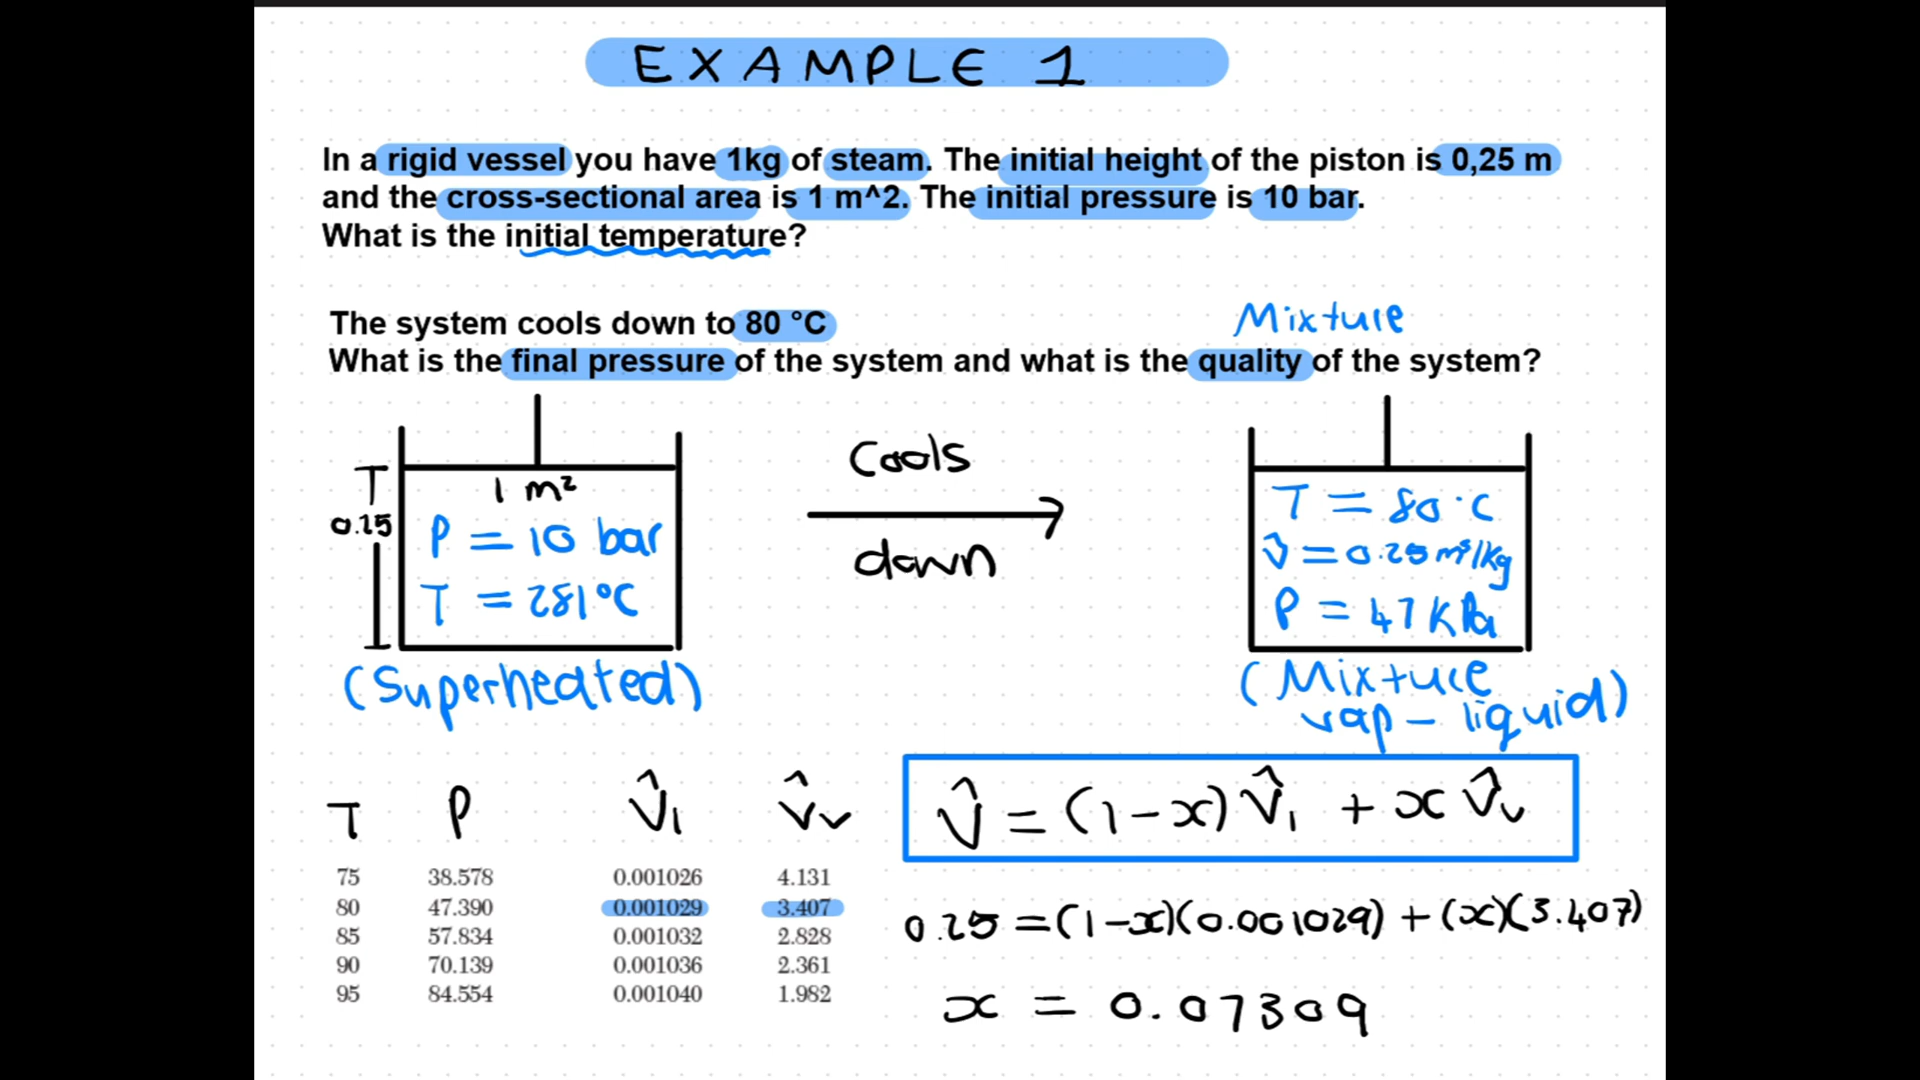 EXAMPLE 1
In a rigid vessel you have 1kg of steam. The initial height of the piston is 0,25 m
and the cross-sectional area is 1 m^2. The initial pressure is 10 bar.
What is the initial temperature?
The system cools down to 80 °C
Mixture
What is the final pressure of the system and what is the quality of the system?
1 m²
0.25
P = 10 bar
T = 281°C
(Superheated)
Cools
down
T = 80°C
V̂ = 0.25 m³/kg
P = 47 kPa
(Mixture
vap - liquid)
T P V̂l V̂v
75 38.578 0.001026 4.131
80 47.390 0.001029 3.407
85 57.834 0.001032 2.828
90 70.139 0.001036 2.361
95 84.554 0.001040 1.982
V̂ = (1-x) V̂l + x V̂v
0.25 = (1-x)(0.001029) + (x)(3.407)
x = 0.07309